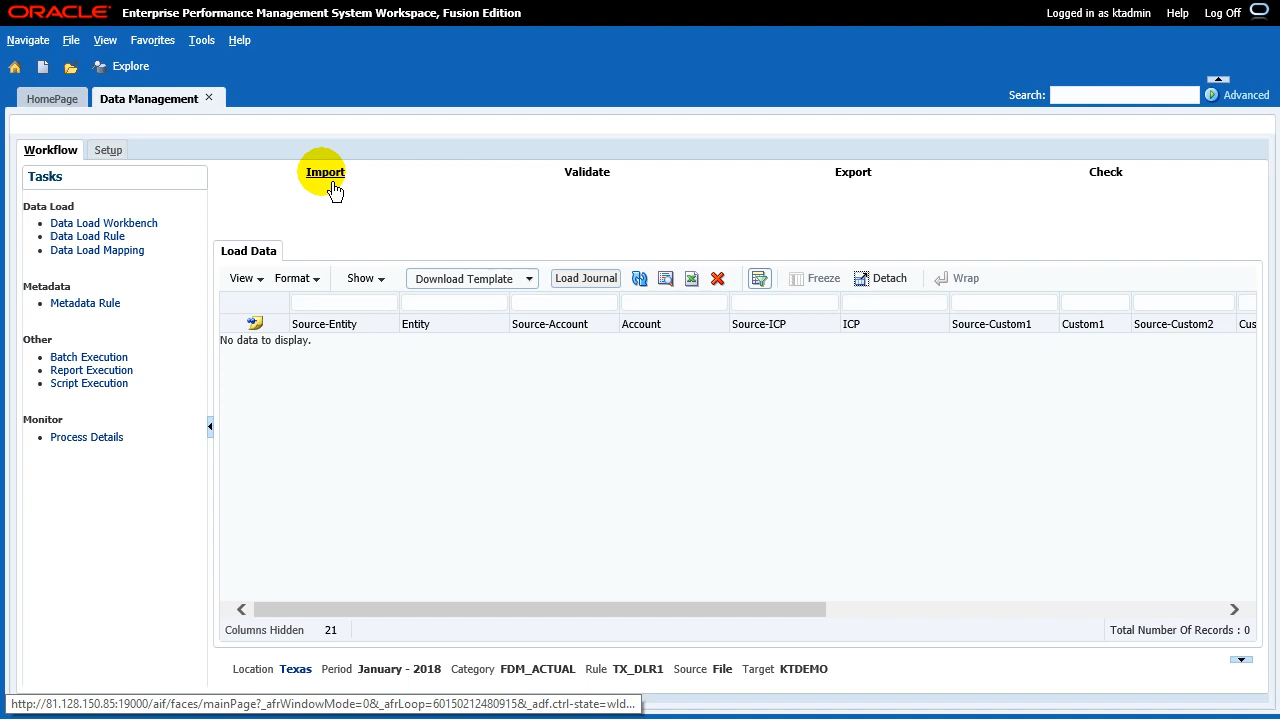 ORACLE Enterprise Performance Management System Workspace, Fusion Edition Logged in as ktadmin Help Log Off
Navigate File View Favorites Tools Help
Explore
HomePage Data Management Search: Advanced
Workflow Setup
Tasks
Import Validate Export Check
Data Load
Data Load Workbench
Data Load Rule
Data Load Mapping
Metadata
Metadata Rule
Other
Batch Execution
Report Execution
Script Execution
Monitor
Process Details
Load Data
View Format Show Download Template Load Journal Freeze Detach Wrap
Source-Entity Entity Source-Account Account Source-ICP ICP Source-Custom1 Custom1 Source-Custom2 Cus
No data to display.
Columns Hidden 21 Total Number Of Records : 0
Location Texas Period January - 2018 Category FDM_ACTUAL Rule TX_DLR1 Source File Target KTDEMO
http://81.128.150.85:19000/aif/faces/mainPage?_afrWindowMode=0&_afrLoop=60150212480915&_adf.ctrl-state=wld...